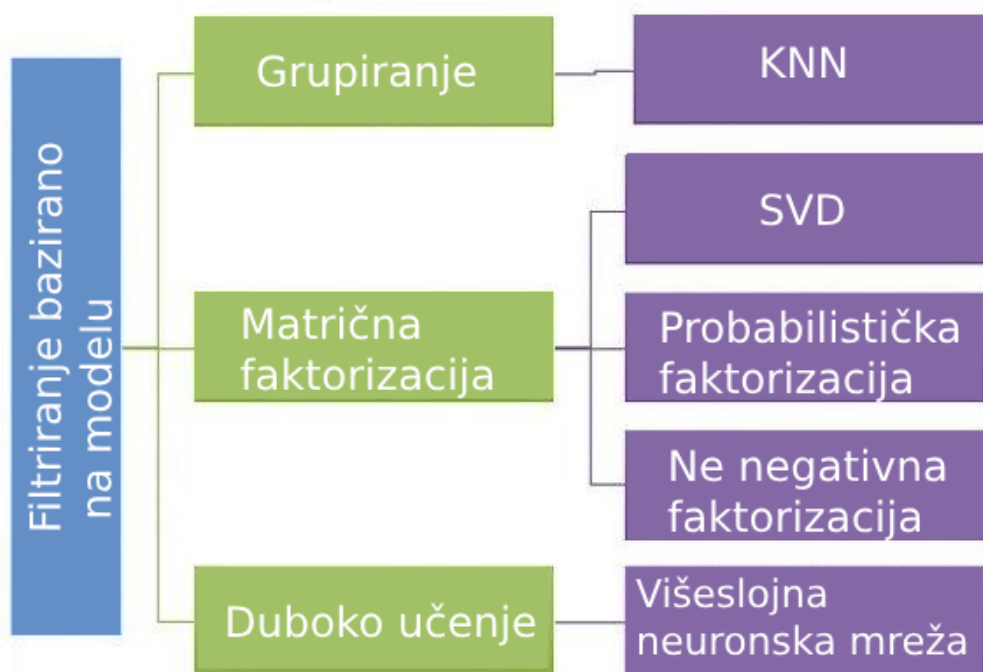 Filtriranje bazirano
na modelu
Grupiranje
KNN
Matrična
faktorizacija
SVD
Probabilistička
faktorizacija
Ne negativna
faktorizacija
Duboko učenje
Višeslojna
neuronska mreža